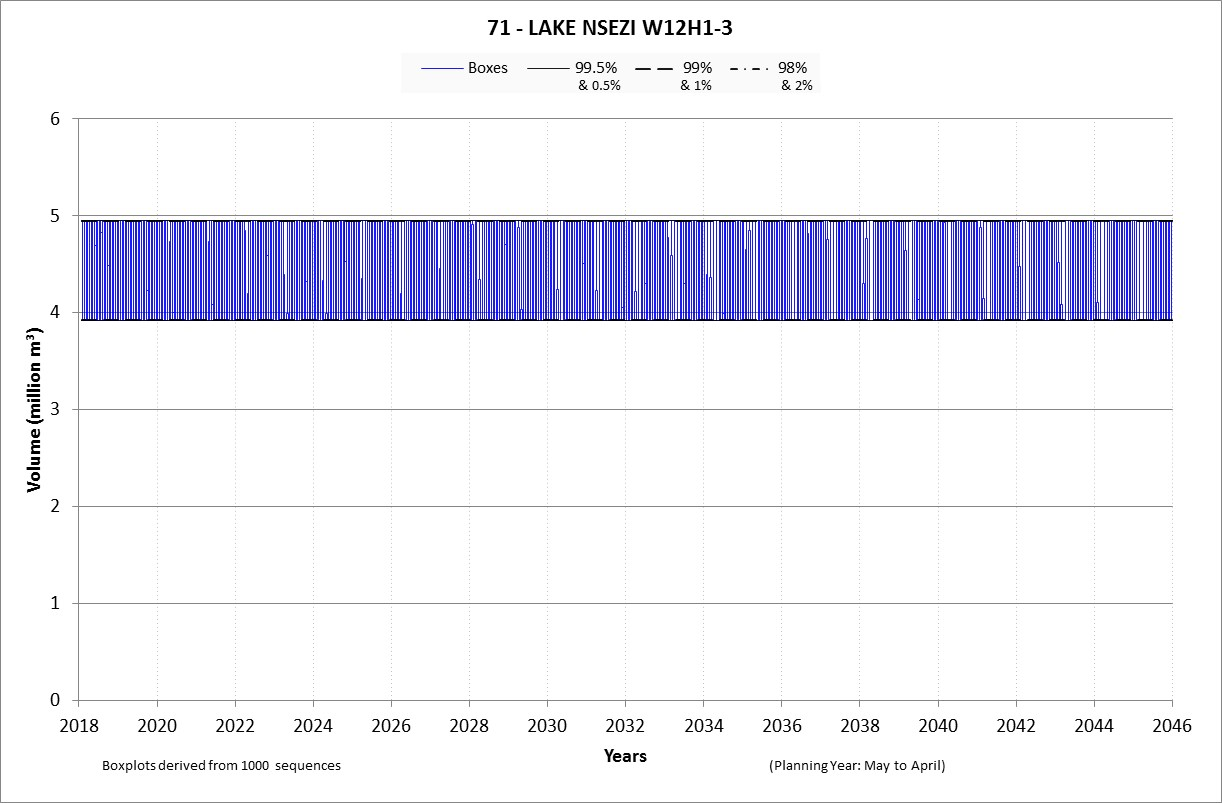 71 - LAKE NSEZI W12H1-3
Boxes 99.5% 99% 98%
& 0.5% & 1% & 2%
6
5
4
3
2
1
0
Volume (million m³)
2018 2020 2022 2024 2026 2028 2030 2032 2034 2036 2038 2040 2042 2044 2046
Years
Boxplots derived from 1000 sequences (Planning Year: May to April)